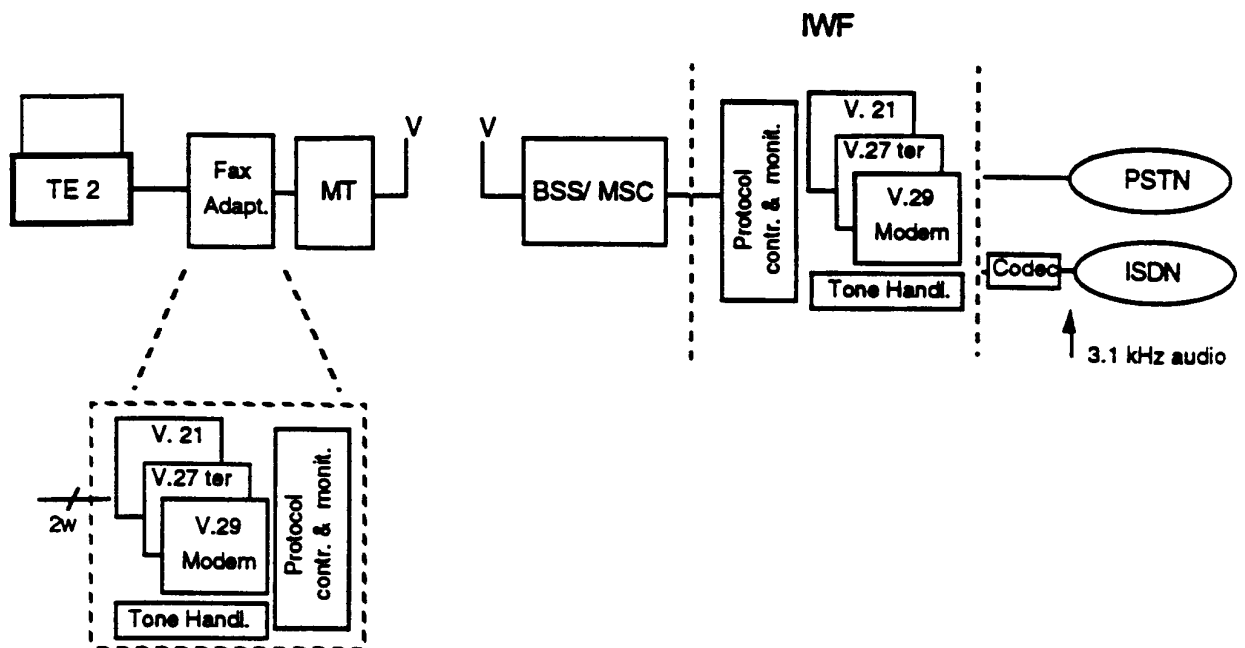 IWF
TE 2
Fax
Adapt.
MT
V
V
BSS/ MSC
Protocol
contr. & monit.
V. 21
V.27 ter
V.29
Modem
Tone Handl.
PSTN
Codec
ISDN
3.1 kHz audio
2w
V. 21
V.27 ter
V.29
Modem
Tone Handl.
Protocol
contr. & monit.